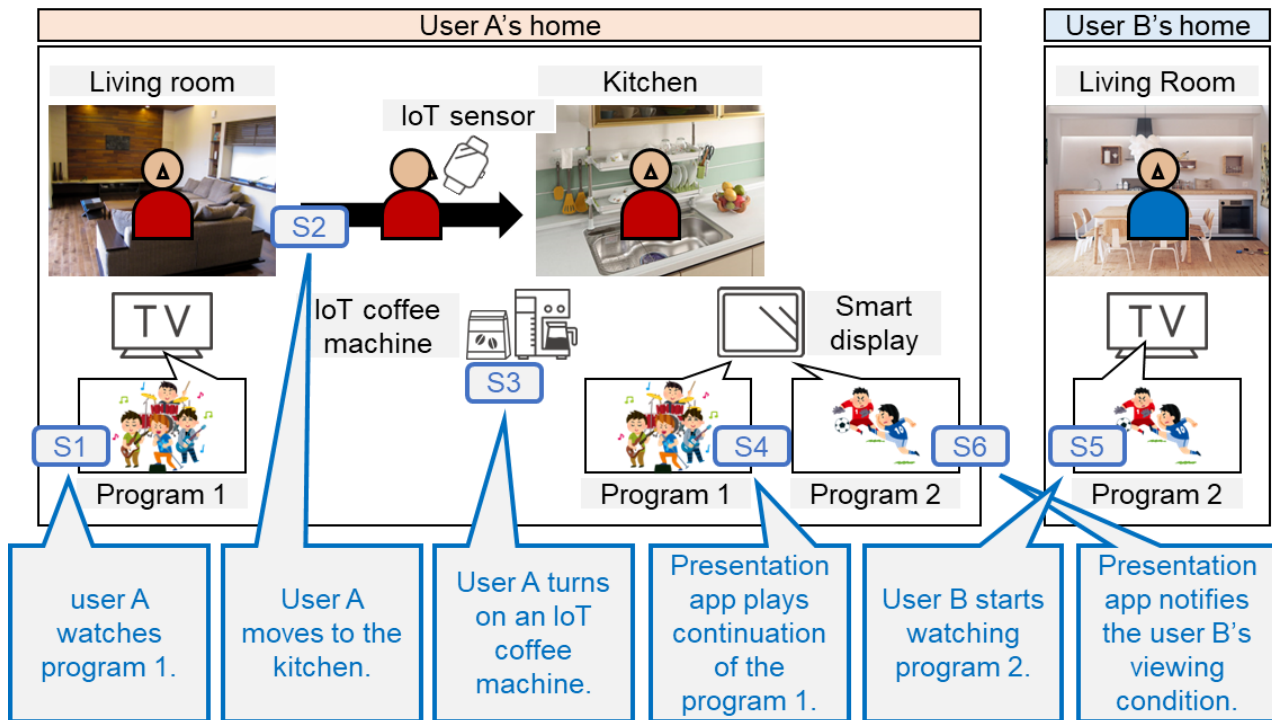 User A's home
User B's home
Living room
IoT sensor
Kitchen
Living Room
S2
TV
IoT coffee
machine
S3
Smart
display
TV
S1
S4
S6
S5
Program 1
Program 1
Program 2
Program 2
user A
watches
program 1.
User A
moves to the
kitchen.
User A turns
on an IoT
coffee
machine.
Presentation
app plays
continuation
of the
program 1.
User B starts
watching
program 2.
Presentation
app notifies
the user B's
viewing
condition.